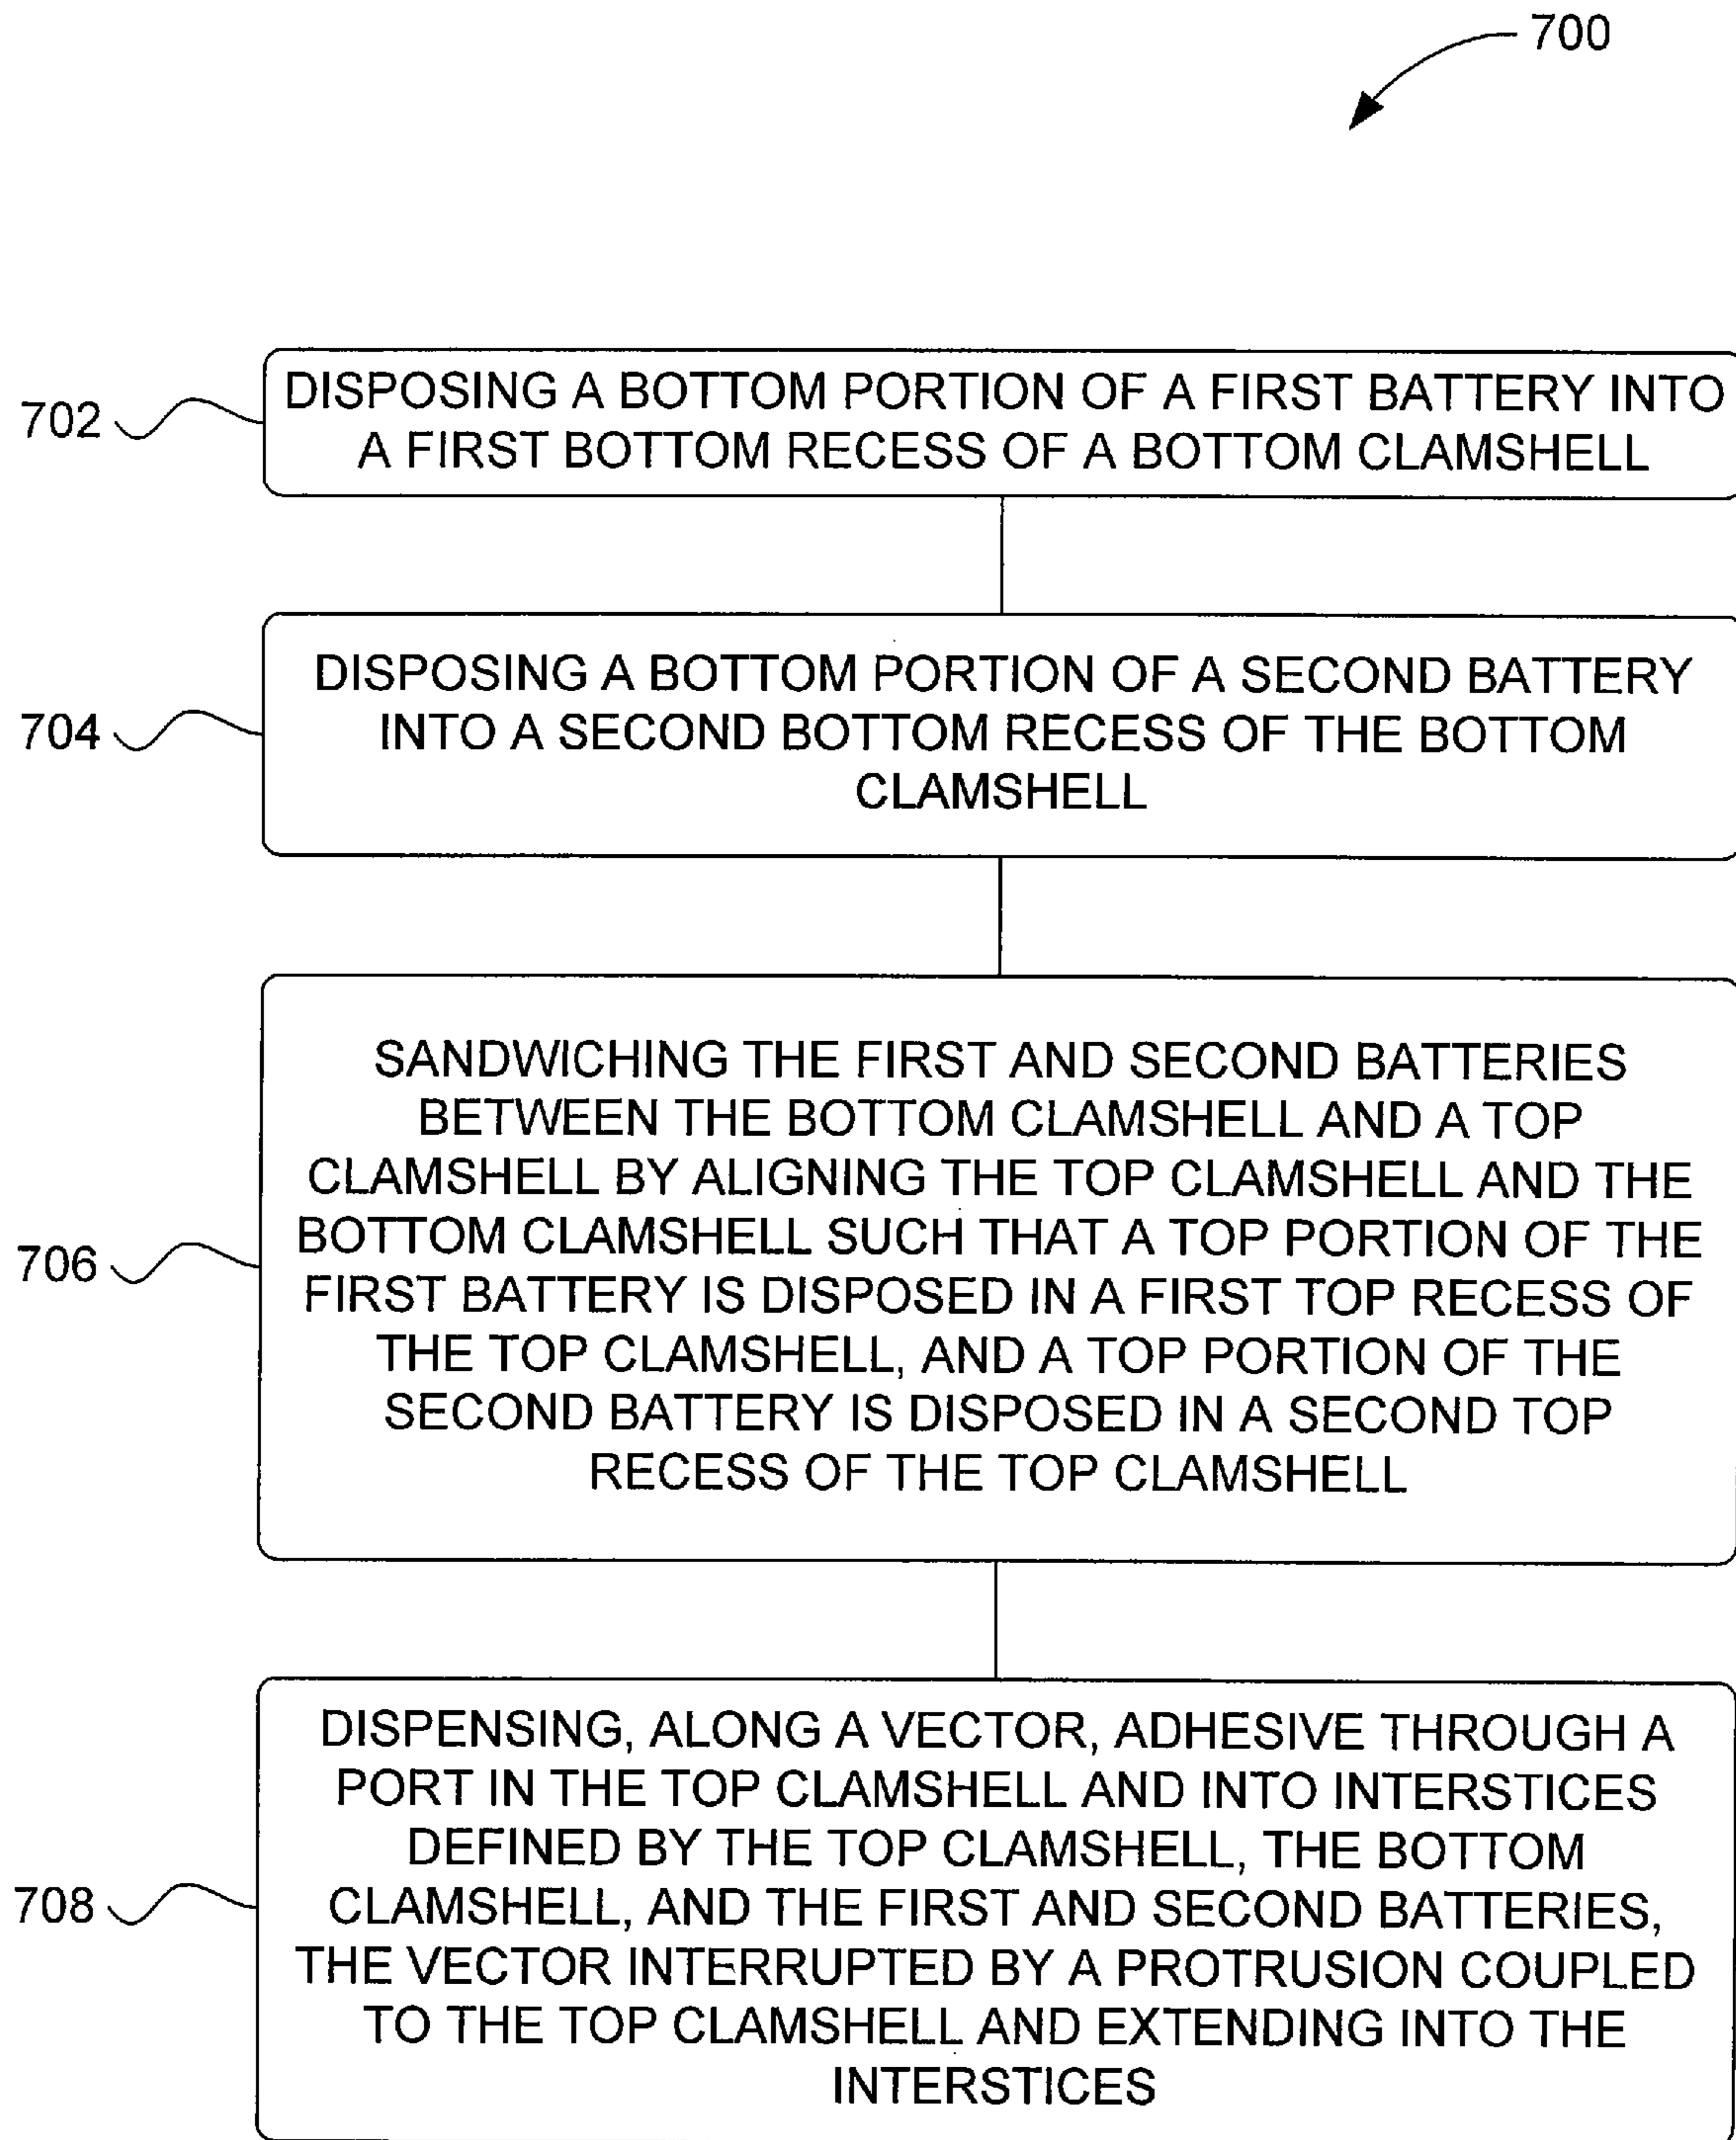 700
702
DISPOSING A BOTTOM PORTION OF A FIRST BATTERY INTO
A FIRST BOTTOM RECESS OF A BOTTOM CLAMSHELL
704
DISPOSING A BOTTOM PORTION OF A SECOND BATTERY
INTO A SECOND BOTTOM RECESS OF THE BOTTOM
CLAMSHELL
706
SANDWICHING THE FIRST AND SECOND BATTERIES
BETWEEN THE BOTTOM CLAMSHELL AND A TOP
CLAMSHELL BY ALIGNING THE TOP CLAMSHELL AND THE
BOTTOM CLAMSHELL SUCH THAT A TOP PORTION OF THE
FIRST BATTERY IS DISPOSED IN A FIRST TOP RECESS OF
THE TOP CLAMSHELL, AND A TOP PORTION OF THE
SECOND BATTERY IS DISPOSED IN A SECOND TOP
RECESS OF THE TOP CLAMSHELL
708
DISPENSING, ALONG A VECTOR, ADHESIVE THROUGH A
PORT IN THE TOP CLAMSHELL AND INTO INTERSTICES
DEFINED BY THE TOP CLAMSHELL, THE BOTTOM
CLAMSHELL, AND THE FIRST AND SECOND BATTERIES,
THE VECTOR INTERRUPTED BY A PROTRUSION COUPLED
TO THE TOP CLAMSHELL AND EXTENDING INTO THE
INTERSTICES